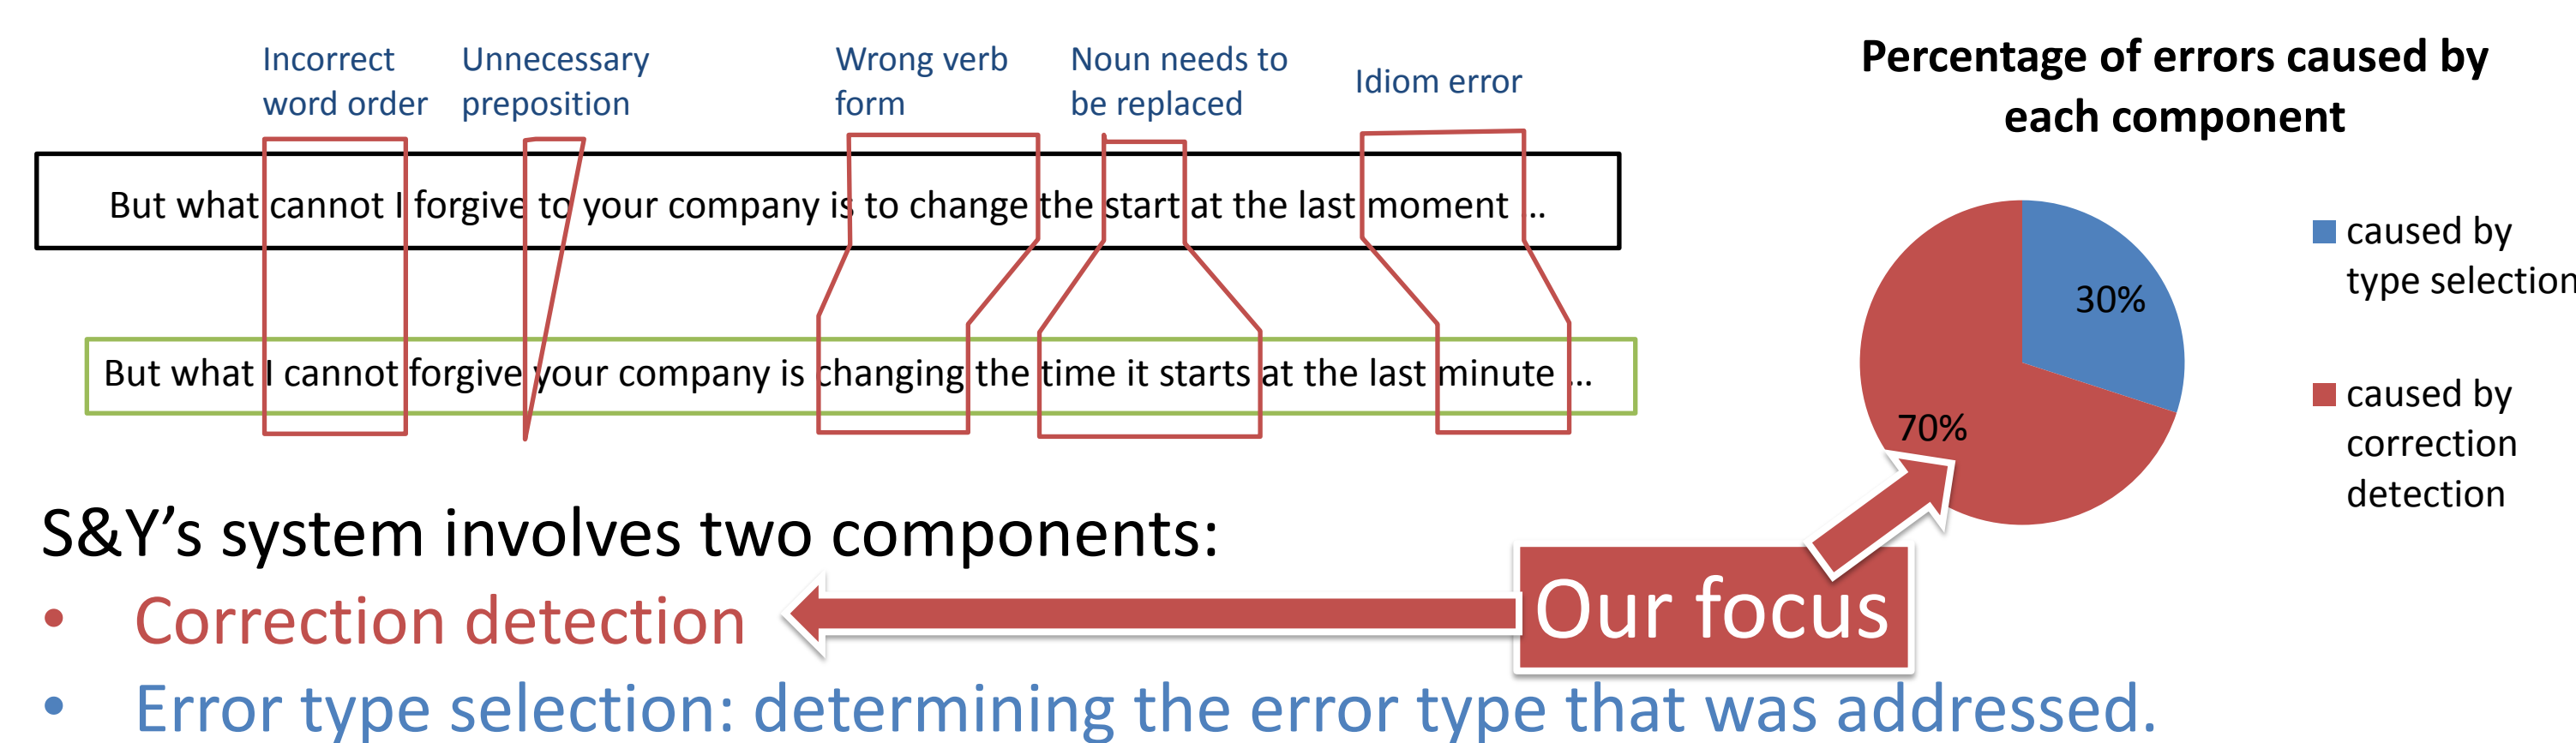 Incorrect
word order
Unnecessary
preposition
Wrong verb
form
Noun needs to
be replaced
Idiom error
But what cannot I forgive to your company is to change the start at the last moment ...
But what I cannot forgive your company is changing the time it starts at the last minute ...
Percentage of errors caused by
each component
30%
70%
caused by
type selection
caused by
correction
detection
S&Y’s system involves two components:
• Correction detection
Our focus
• Error type selection: determining the error type that was addressed.